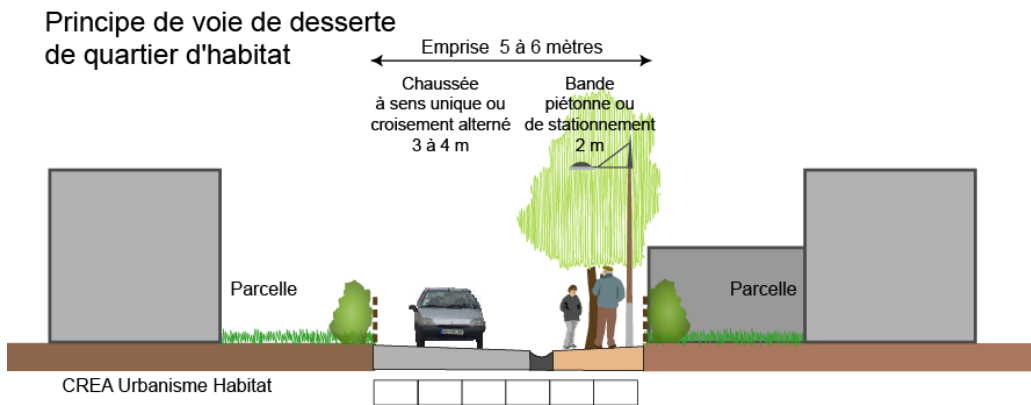 Principe de voie de desserte
de quartier d'habitat
Emprise 5 à 6 mètres
Chaussée
à sens unique ou
croisement alterné
3 à 4 m
Bande
piétonne ou
de stationnement
2 m
Parcelle
Parcelle
CREA Urbanisme Habitat